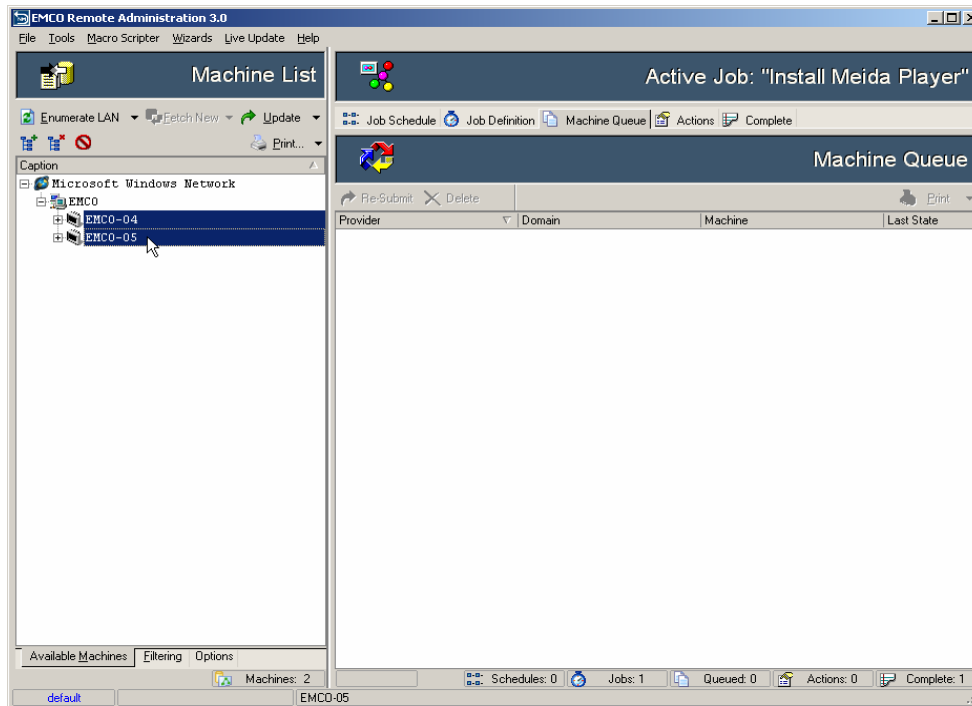 EMCO Remote Administration 3.0
File Tools Macro Scripter Wizards Live Update Help
Machine List
Enumerate LAN Fetch New Update
Print...
Caption
Microsoft Windows Network
EMCO
EMCO-04
EMCO-05
Available Machines Filtering Options
Machines: 2
Active Job: "Install Meida Player"
Job Schedule Job Definition Machine Queue Actions Complete
Machine Queue
Re-Submit Delete Print
Provider Domain Machine Last State
Schedules: 0 Jobs: 1 Queued: 0 Actions: 0 Complete: 1
default EMCO-05